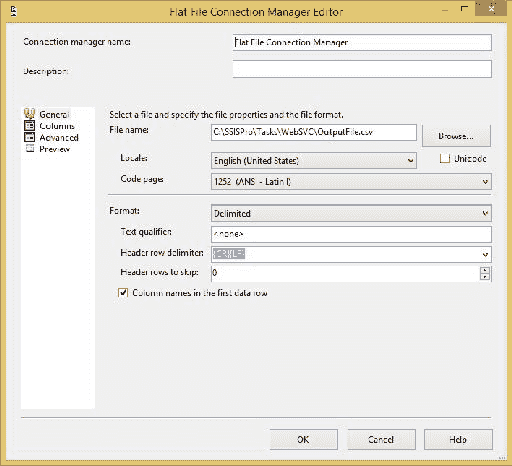 Flat File Connection Manager Editor
Connection manager name:
Flat File Connection Manager
Description:
General
Columns
Advanced
Preview
Select a file and specify the file properties and the file format.
File name:
C:\SSISPro\Tasks\WebSVC\OutputFile.csv
Browse...
Locale:
English (United States)
Unicode
Code page:
1252 (ANSI - Latin I)
Format:
Delimited
Text qualifier:
<none>
Header row delimiter:
{CR}{LF}
Header rows to skip:
0
Column names in the first data row
OK
Cancel
Help